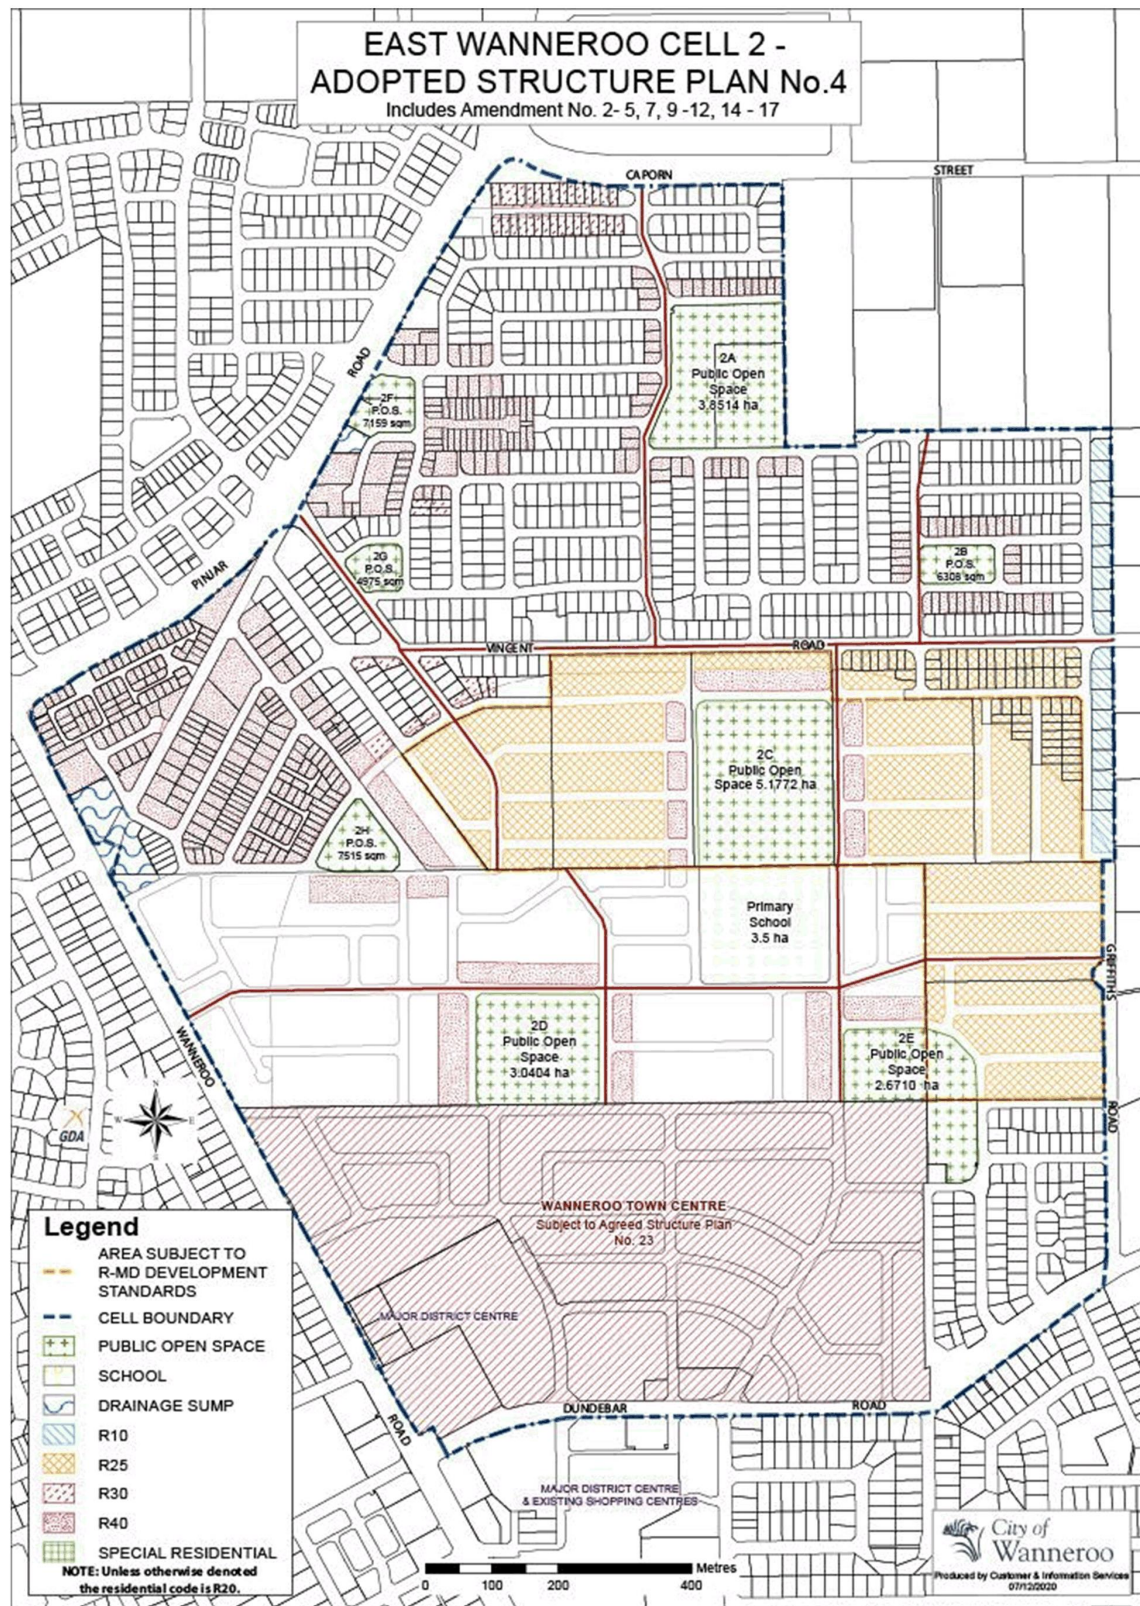 EAST WANNEROO CELL 2 -
ADOPTED STRUCTURE PLAN No.4
Includes Amendment No. 2- 5, 7, 9 -12, 14 - 17
CAPORN
STREET
ROAD
2A
Public Open
Space
3.8514 ha
2F
P.O.S.
7159 sqm
2G
P.O.S.
4975 sqm
2B
P.O.S.
6309 sqm
PINJAR
VINCENT
ROAD
2C
Public Open
Space 5.1772 ha
2H
P.O.S.
7515 sqm
Primary
School
3.5 ha
GRIFFITHS
2D
Public Open
Space
3.0404 ha
2E
Public Open
Space
2.6710 ha
WANNEROO
N
W
E
S
GDA
ROAD
WANNEROO TOWN CENTRE
Subject to Agreed Structure Plan
No. 23
MAJOR DISTRICT CENTRE
DUNDEBAR
ROAD
ROAD
MAJOR DISTRICT CENTRE
& EXISTING SHOPPING CENTRES
Legend
AREA SUBJECT TO
R-MD DEVELOPMENT
STANDARDS
CELL BOUNDARY
PUBLIC OPEN SPACE
SCHOOL
DRAINAGE SUMP
R10
R25
R30
R40
SPECIAL RESIDENTIAL
NOTE: Unless otherwise denoted
the residential code is R20.
Metres
0 100 200 400
City of
Wanneroo
Produced by Customer & Information Services
07/12/2020